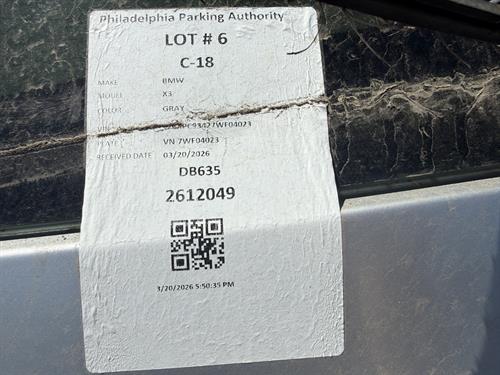 Philadelphia Parking Authority
LOT # 6
C-18
MAKE BMW
MODEL X3
COLOR GRAY
VIN
PLATE VN 7WF04023
RECEIVED DATE 03/20/2026
DB635
2612049
3/20/2026 5:50:35 PM